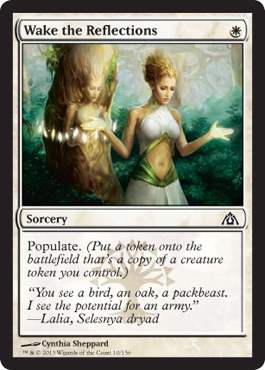 Wake the Reflections
Sorcery
Populate. (Put a token onto the
battlefield that's a copy of a creature
token you control.)
"You see a bird, an oak, a packbeast.
I see the potential for an army."
—Lalia, Selesnya dryad
Cynthia Sheppard
™ & © 2013 Wizards of the Coast 10/156